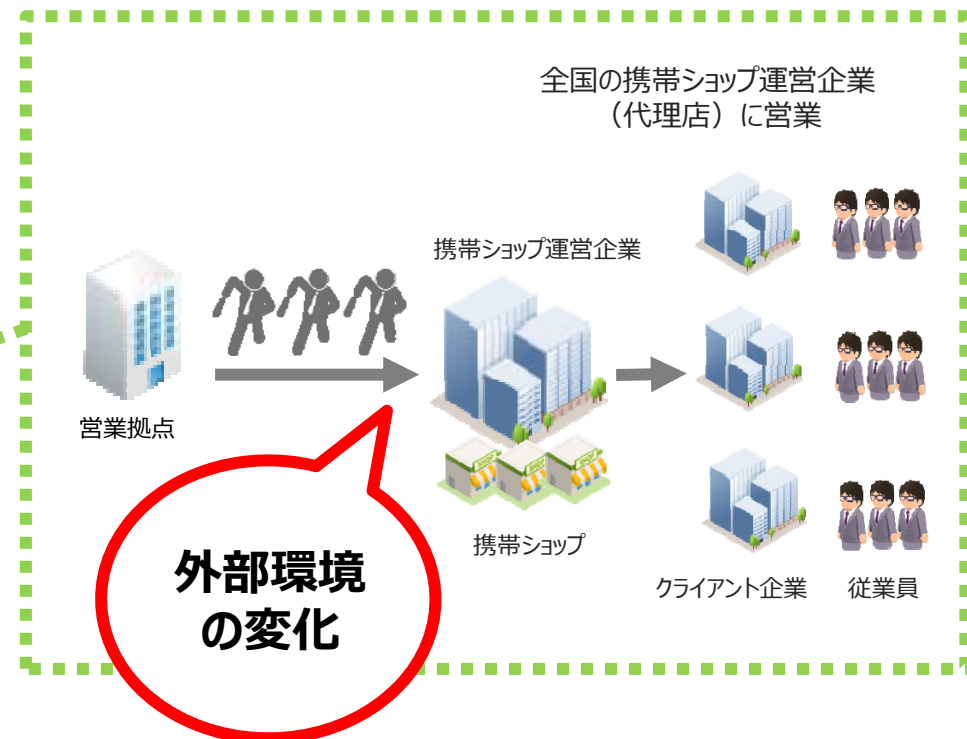 全国の携帯ショップ運営企業
（代理店）に営業
携帯ショップ運営企業
営業拠点
携帯ショップ
クライアント企業
従業員
外部環境
の変化
SHOP
SHOP
SHOP